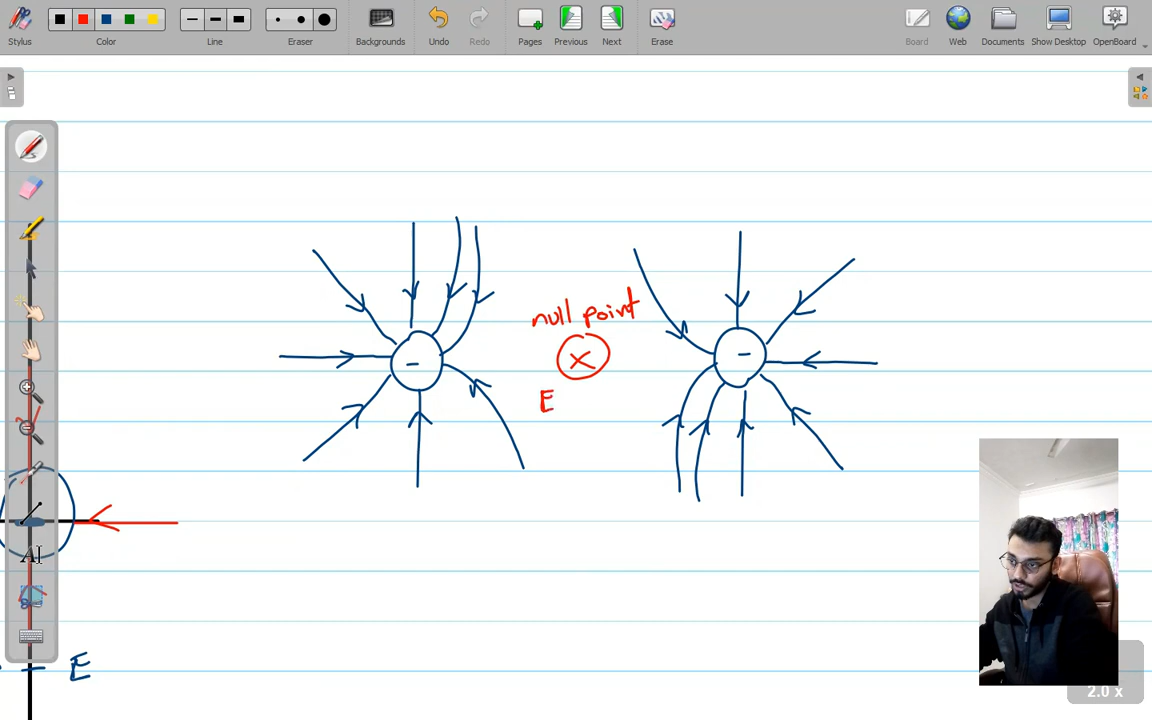 Stylus
Color
Line
Eraser
Backgrounds
Undo
Redo
Pages
Previous
Next
Erase
Board
Web
Documents
Show Desktop
OpenBoard
null point
×
E
-
-
AI
E
2.0 x